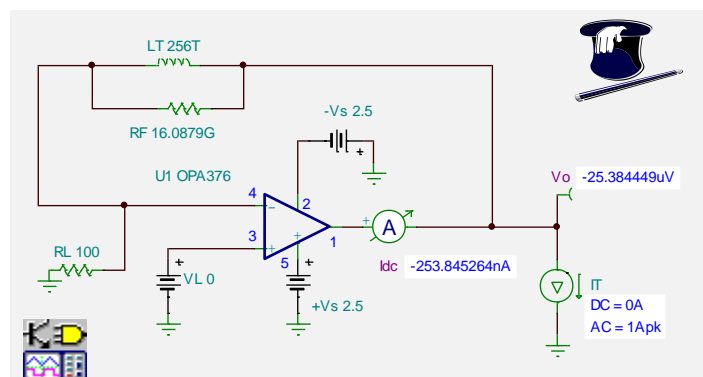 LT 256T
RF 16.0879G
-Vs 2.5
+
U1 OPA376
Vo -25.384449uV
4
-
2
+
A
3
+
+
1
RL 100
+
VL 0
5
+
Idc -253.845264nA
+Vs 2.5
IT
DC = 0A
AC = 1Apk